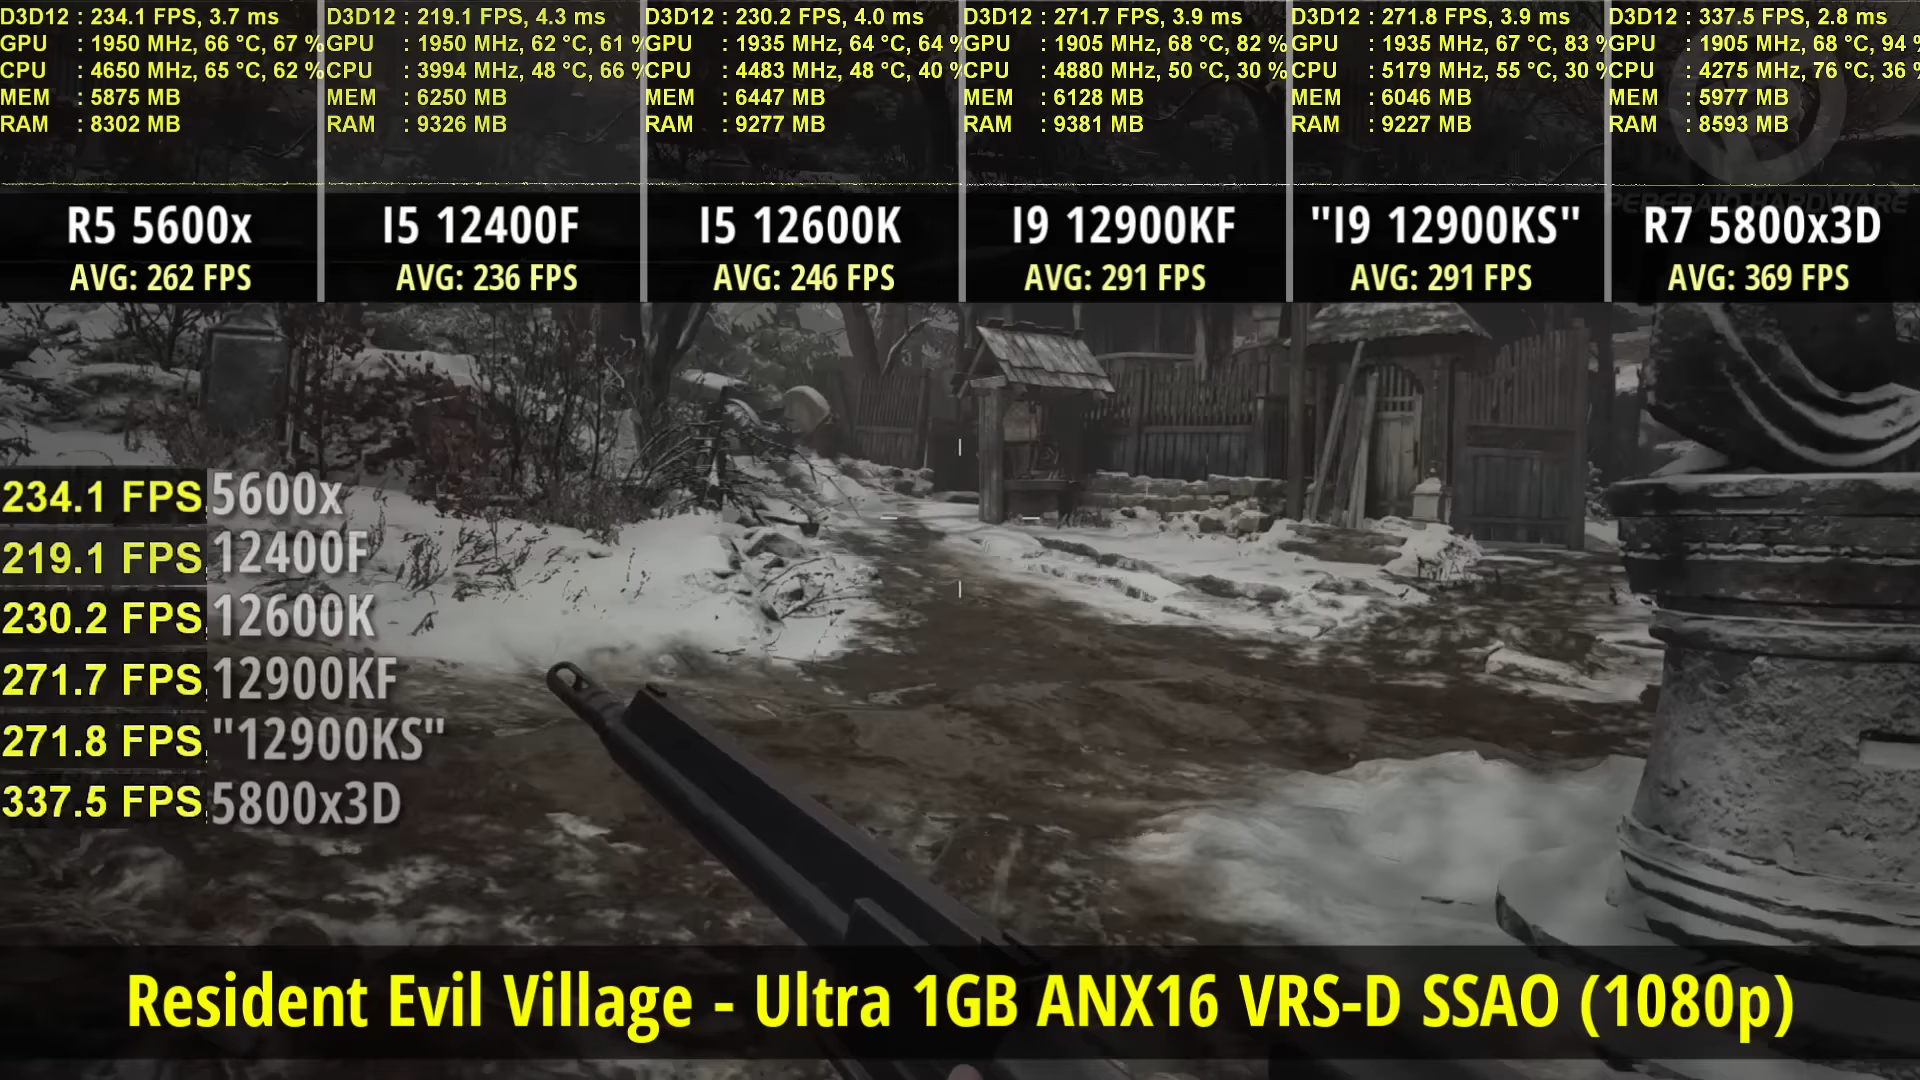 D3D12 : 234.1 FPS, 3.7 ms
GPU : 1950 MHz, 66 °C, 67 %
CPU : 4650 MHz, 65 °C, 62 %
MEM : 5875 MB
RAM : 8302 MB
R5 5600x
AVG: 262 FPS
D3D12 : 219.1 FPS, 4.3 ms
GPU : 1950 MHz, 62 °C, 61 %
CPU : 3994 MHz, 48 °C, 66 %
MEM : 6250 MB
RAM : 9326 MB
I5 12400F
AVG: 236 FPS
D3D12 : 230.2 FPS, 4.0 ms
GPU : 1935 MHz, 64 °C, 64 %
CPU : 4483 MHz, 48 °C, 40 %
MEM : 6447 MB
RAM : 9277 MB
I5 12600K
AVG: 246 FPS
D3D12 : 271.7 FPS, 3.9 ms
GPU : 1905 MHz, 68 °C, 82 %
CPU : 4880 MHz, 50 °C, 30 %
MEM : 6128 MB
RAM : 9381 MB
I9 12900KF
AVG: 291 FPS
D3D12 : 271.8 FPS, 3.9 ms
GPU : 1935 MHz, 67 °C, 83 %
CPU : 5179 MHz, 55 °C, 30 %
MEM : 6046 MB
RAM : 9227 MB
"I9 12900KS"
AVG: 291 FPS
D3D12 : 337.5 FPS, 2.8 ms
GPU : 1905 MHz, 68 °C, 94 %
CPU : 4275 MHz, 76 °C, 36 %
MEM : 5977 MB
RAM : 8593 MB
HARDWARE
R7 5800x3D
AVG: 369 FPS
234.1 FPS, 5600x
219.1 FPS, 12400F
230.2 FPS, 12600K
271.7 FPS, 12900KF
271.8 FPS, "12900KS"
337.5 FPS, 5800x3D
Resident Evil Village - Ultra 1GB ANX16 VRS-D SSAO (1080p)